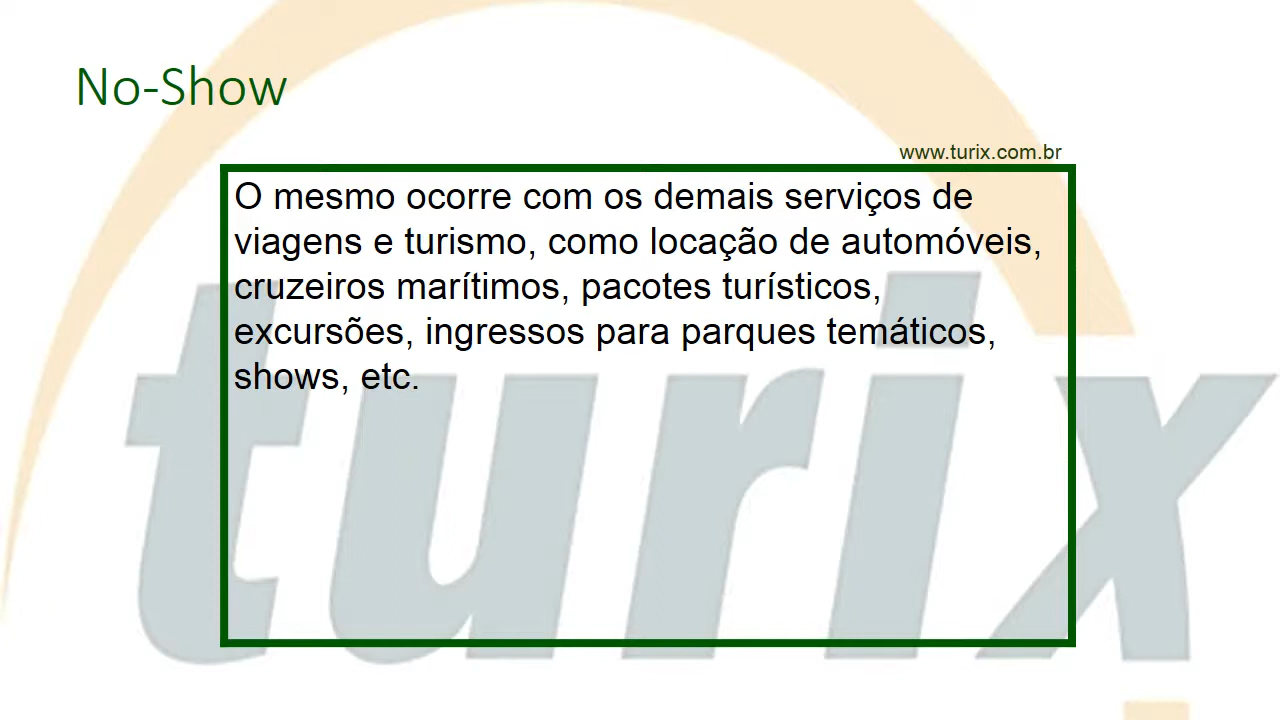 No-Show
www.turix.com.br
O mesmo ocorre com os demais serviços de
viagens e turismo, como locação de automóveis,
cruzeiros marítimos, pacotes turísticos,
excursões, ingressos para parques temáticos,
shows, etc.
turix